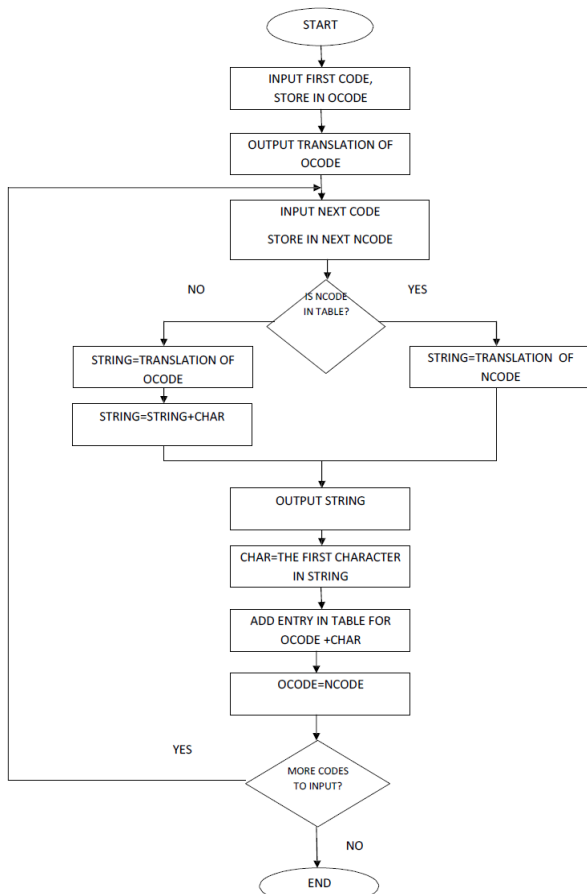 START
INPUT FIRST CODE,
STORE IN OCODE
OUTPUT TRANSLATION OF
OCODE
INPUT NEXT CODE
STORE IN NEXT NCODE
NO
IS NCODE
IN TABLE?
YES
STRING=TRANSLATION OF
OCODE
STRING=TRANSLATION OF
NCODE
STRING=STRING+CHAR
OUTPUT STRING
CHAR=THE FIRST CHARACTER
IN STRING
ADD ENTRY IN TABLE FOR
OCODE +CHAR
OCODE=NCODE
YES
MORE CODES
TO INPUT?
NO
END